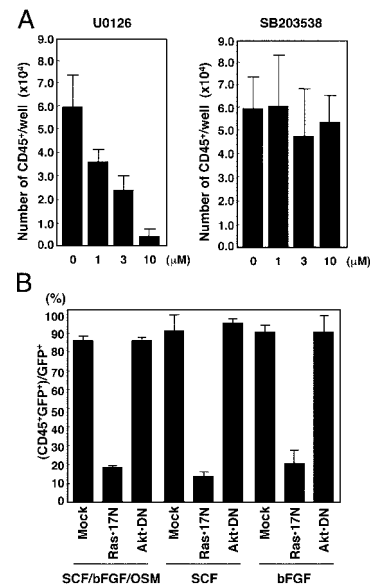 A
U0126
SB203538
Number of CD45⁺/well (x10⁴)
9.0
8.0
7.0
6.0
5.0
4.0
3.0
2.0
1.0
0.0
0 1 3 10 (μM)
Number of CD45⁺/well (x10⁴)
9.0
8.0
7.0
6.0
5.0
4.0
3.0
2.0
1.0
0.0
0 1 3 10 (μM)
B
(%)
(CD45⁺GFP⁺)/GFP⁺
100
90
80
70
60
50
40
30
20
10
0
Mock Ras·17N Akt·DN Mock Ras·17N Akt·DN Mock Ras·17N Akt·DN
SCF/bFGF/OSM SCF bFGF